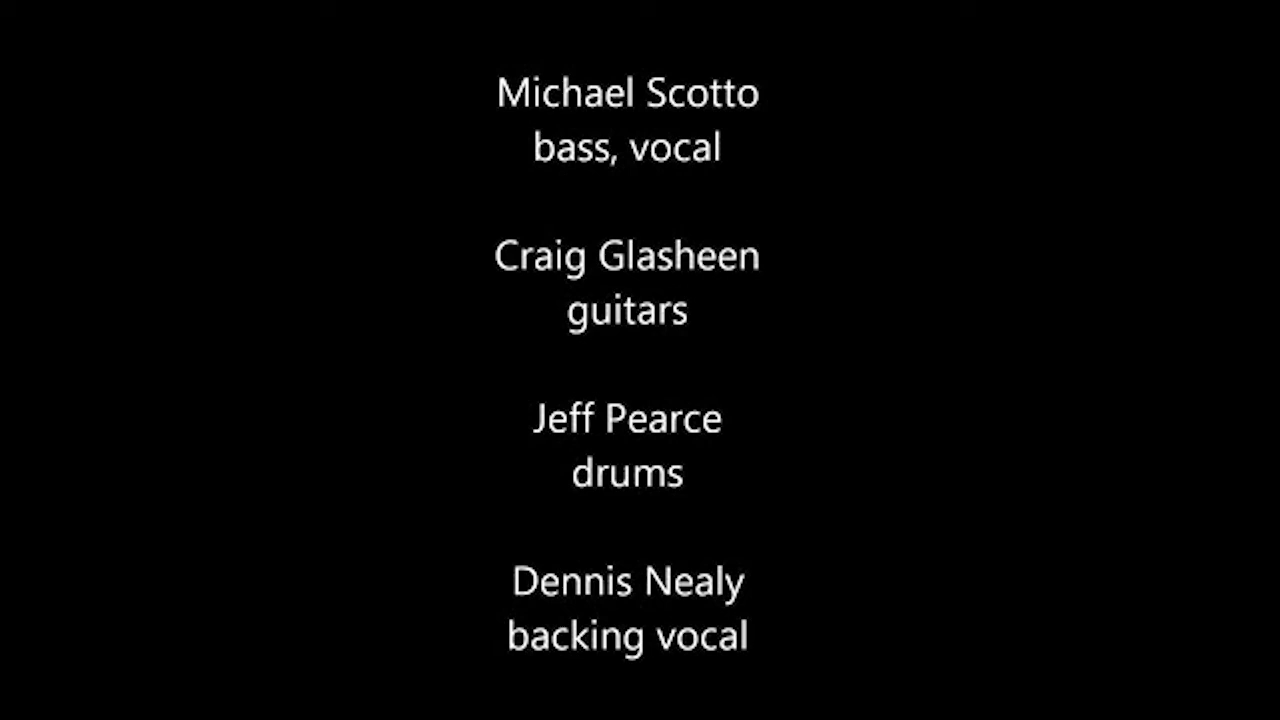 Michael Scotto
bass, vocal
Craig Glasheen
guitars
Jeff Pearce
drums
Dennis Nealy
backing vocal